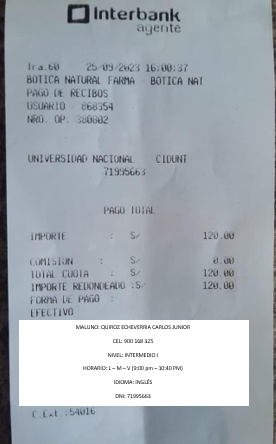 Interbank
agente
Tra.60 25/09/2023 16:00:37
BOTICA NATURAL FARMA - BOTICA NAT
PAGO DE RECIBOS
USUARIO - 868354
NRO. OP. 380802
UNIVERSIDAD NACIONAL CIDUNT
71995663
PAGO TOTAL
IMPORTE : S/ 120.00
COMISION : S/ 0.00
TOTAL CUOTA : S/ 120.00
IMPORTE REDONDEADO :S/ 120.00
FORMA DE PAGO :
EFECTIVO
MALUNO: QUIROZ ECHEVERRIA CARLOS JUNIOR
CEL: 900 168 325
NIVEL: INTERMEDIO I
HORARIO: L – M – V (9:00 pm – 10:40 PM)
IDIOMA: INGLÉS
DNI: 71995663
C.Ext.:54016